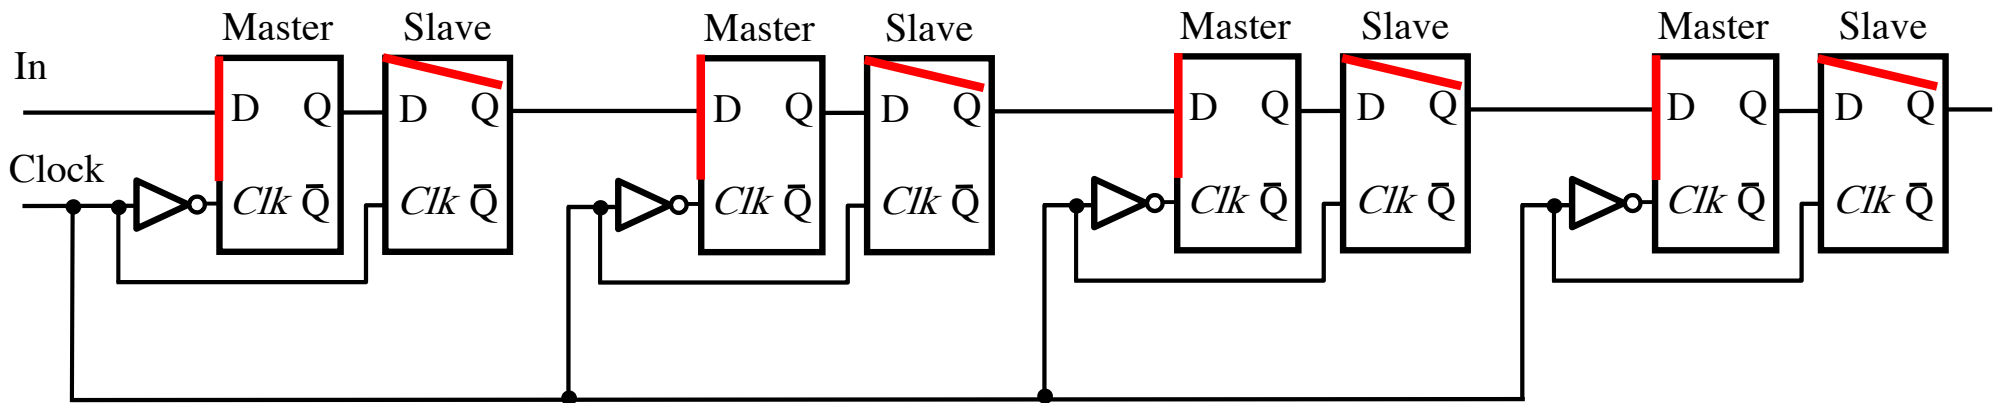 Master Slave Master Slave Master Slave Master Slave
In
D Q D Q D Q D Q D Q D Q D Q D Q
Clock
Clk Q̄ Clk Q̄ Clk Q̄ Clk Q̄ Clk Q̄ Clk Q̄ Clk Q̄ Clk Q̄